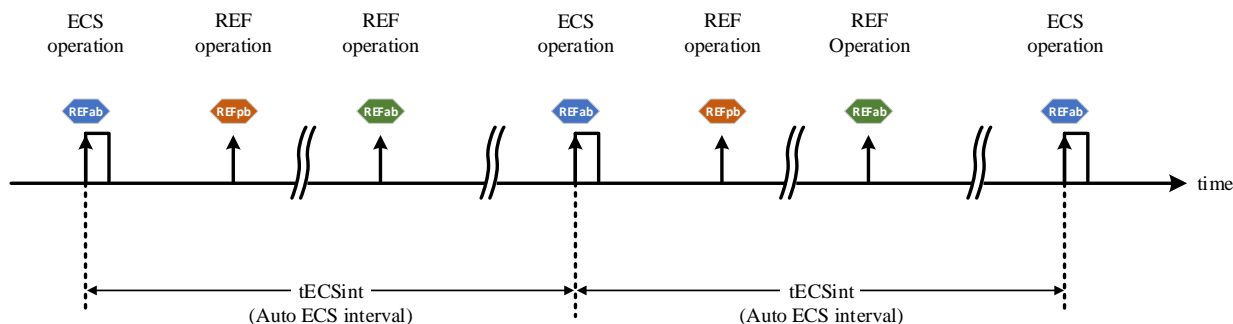 ECS operation
REF operation
REF operation
ECS operation
REF operation
REF Operation
ECS operation
REFab
REFpb
REFab
REFab
REFpb
REFab
REFab
time
tECSint
(Auto ECS interval)
tECSint
(Auto ECS interval)